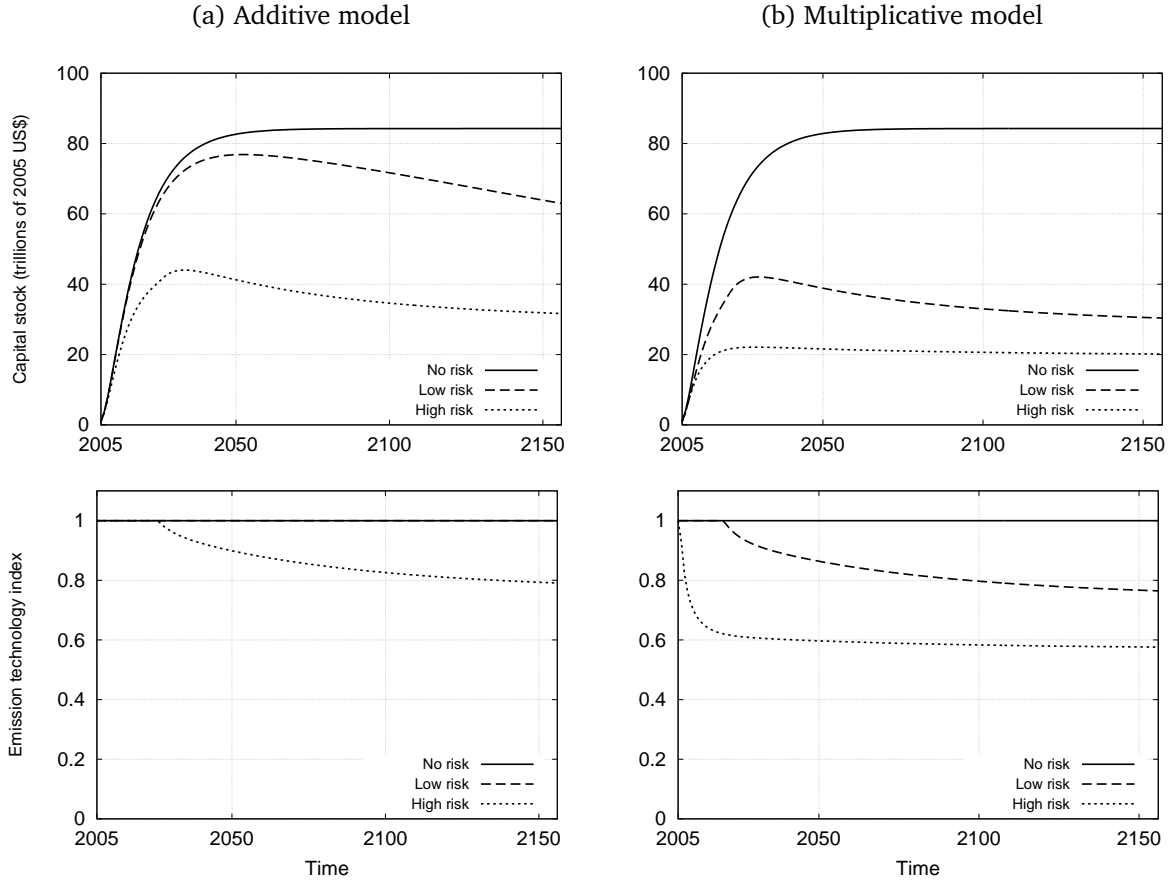 (a) Additive model
(b) Multiplicative model
Capital stock (trillions of 2005 US$)
100
80
60
40
20
0
2005
2050
2100
2150
No risk
Low risk
High risk
100
80
60
40
20
0
2005
2050
2100
2150
No risk
Low risk
High risk
Emission technology index
1
0.8
0.6
0.4
0.2
0
2005
2050
2100
2150
Time
No risk
Low risk
High risk
1
0.8
0.6
0.4
0.2
0
2005
2050
2100
2150
Time
No risk
Low risk
High risk